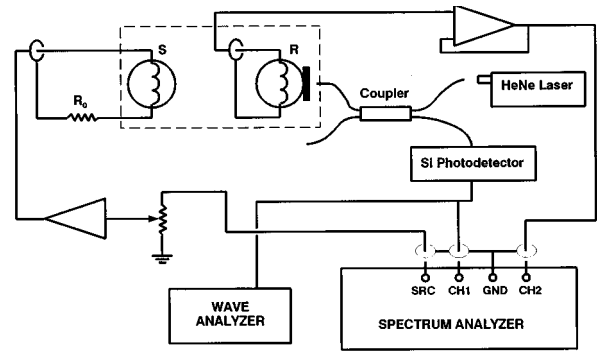 S
R
R₀
Coupler
HeNe Laser
SI Photodetector
SRC
CH1
GND
CH2
WAVE
ANALYZER
SPECTRUM ANALYZER